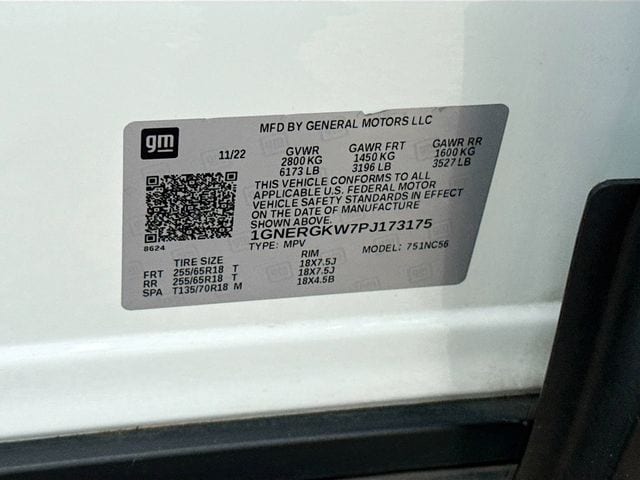 MFD BY GENERAL MOTORS LLC
gm
11/22
GVWR GAWR FRT GAWR RR
2800 KG 1450 KG 1600 KG
6173 LB 3196 LB 3527 LB
THIS VEHICLE CONFORMS TO ALL
APPLICABLE U.S. FEDERAL MOTOR
VEHICLE SAFETY STANDARDS IN EFFECT
ON THE DATE OF MANUFACTURE
SHOWN ABOVE.
1GNERGKW7PJ173175
8624
TYPE: MPV MODEL: 751NC56
TIRE SIZE RIM
FRT 255/65R18 T 18X7.5J
RR 255/65R18 T 18X7.5J
SPA T135/70R18 M 18X4.5B